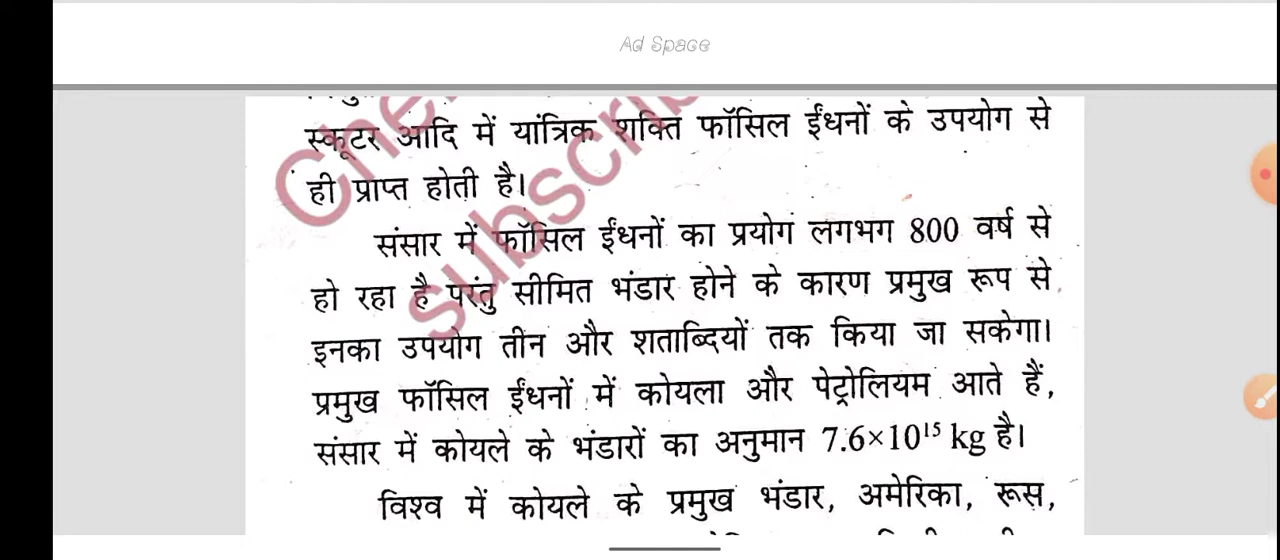 Ad Space
स्कूटर आदि में यांत्रिक शक्ति फॉसिल ईंधनों के उपयोग से
ही प्राप्त होती है।
संसार में फॉसिल ईंधनों का प्रयोग लगभग 800 वर्ष से
हो रहा है परंतु सीमित भंडार होने के कारण प्रमुख रूप से
इनका उपयोग तीन और शताब्दियों तक किया जा सकेगा।
प्रमुख फॉसिल ईंधनों में कोयला और पेट्रोलियम आते हैं,
संसार में कोयले के भंडारों का अनुमान 7.6×10¹⁵ kg है।
विश्व में कोयले के प्रमुख भंडार, अमेरिका, रूस,